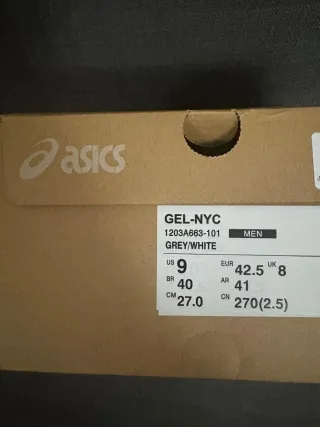 asics
GEL-NYC
1203A663-101 MEN
GREY/WHITE
US 9 EUR 42.5 UK 8
BR 40 AR 41
CM 27.0 CN 270(2.5)